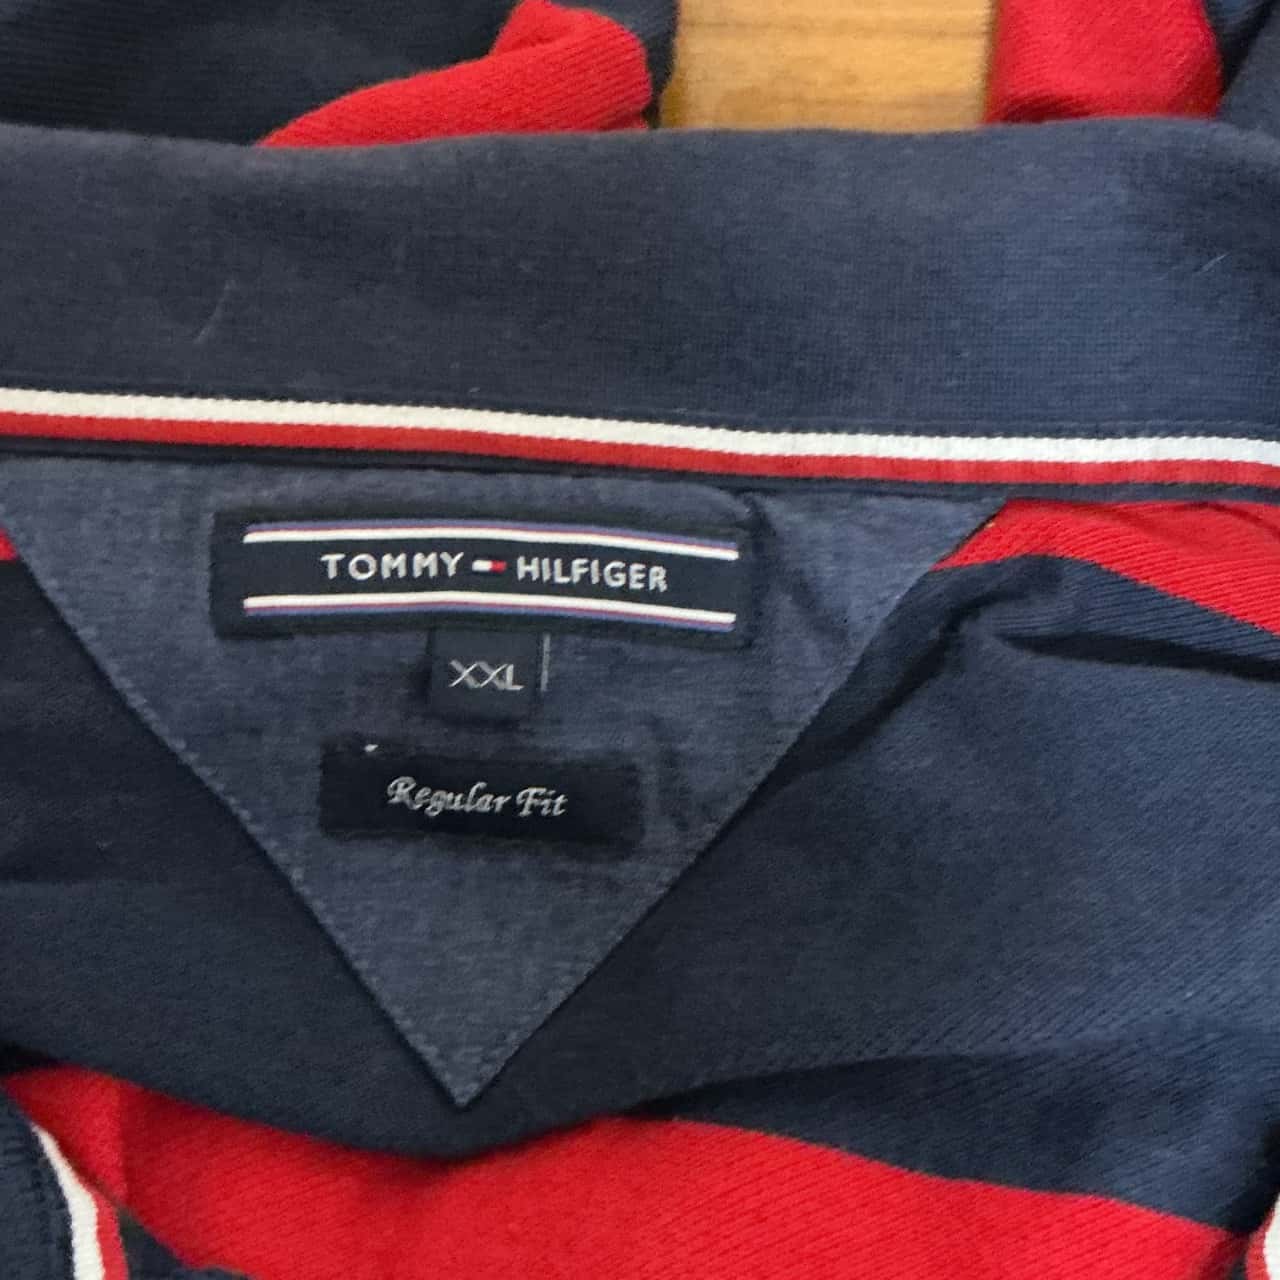 TOMMY HILFIGER
XXL
Regular Fit